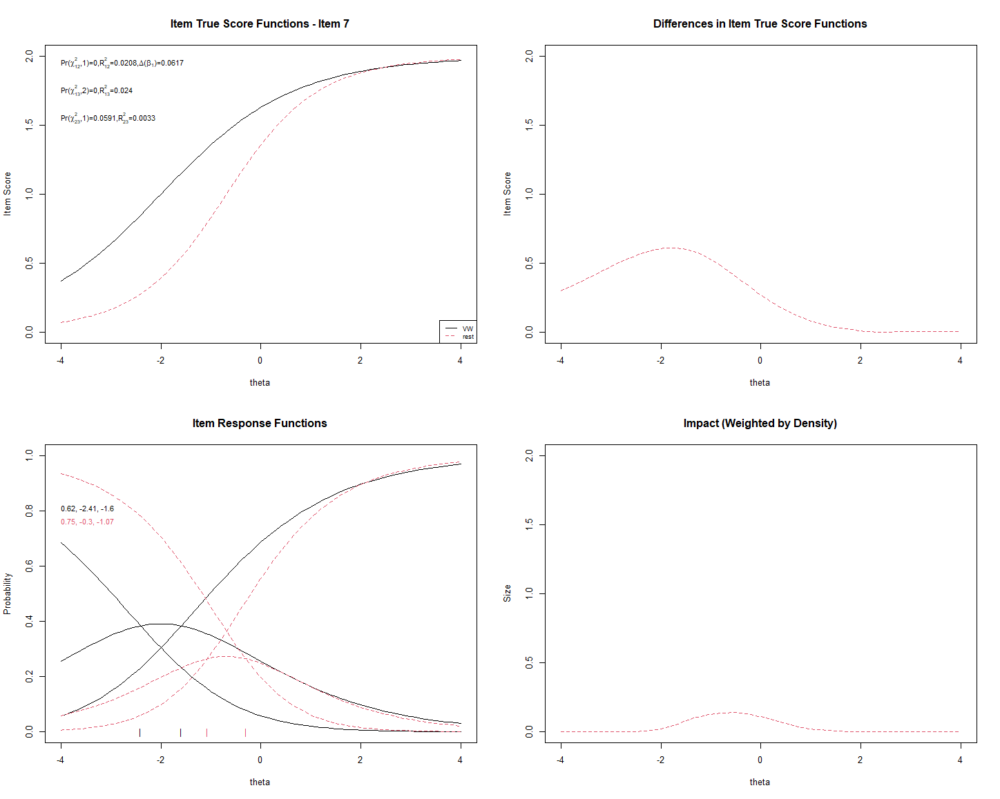 Item True Score Functions - Item 7
Pr(χ²₁₂,1)=0,R²₁₂=0.0208,Δ(β₁)=0.0617
Pr(χ²₁₃,2)=0,R²₁₃=0.024
Pr(χ²₂₃,1)=0.0591,R²₂₃=0.0033
Item Score
2.0
1.5
1.0
0.5
0.0
VW
rest
-4 -2 0 2 4
theta
Differences in Item True Score Functions
Item Score
2.0
1.5
1.0
0.5
0.0
-4 -2 0 2 4
theta
Item Response Functions
Probability
1.0
0.8
0.6
0.4
0.2
0.0
0.62, -2.41, -1.6
0.75, -0.3, -1.07
-4 -2 0 2 4
theta
Impact (Weighted by Density)
Size
2.0
1.5
1.0
0.5
0.0
-4 -2 0 2 4
theta